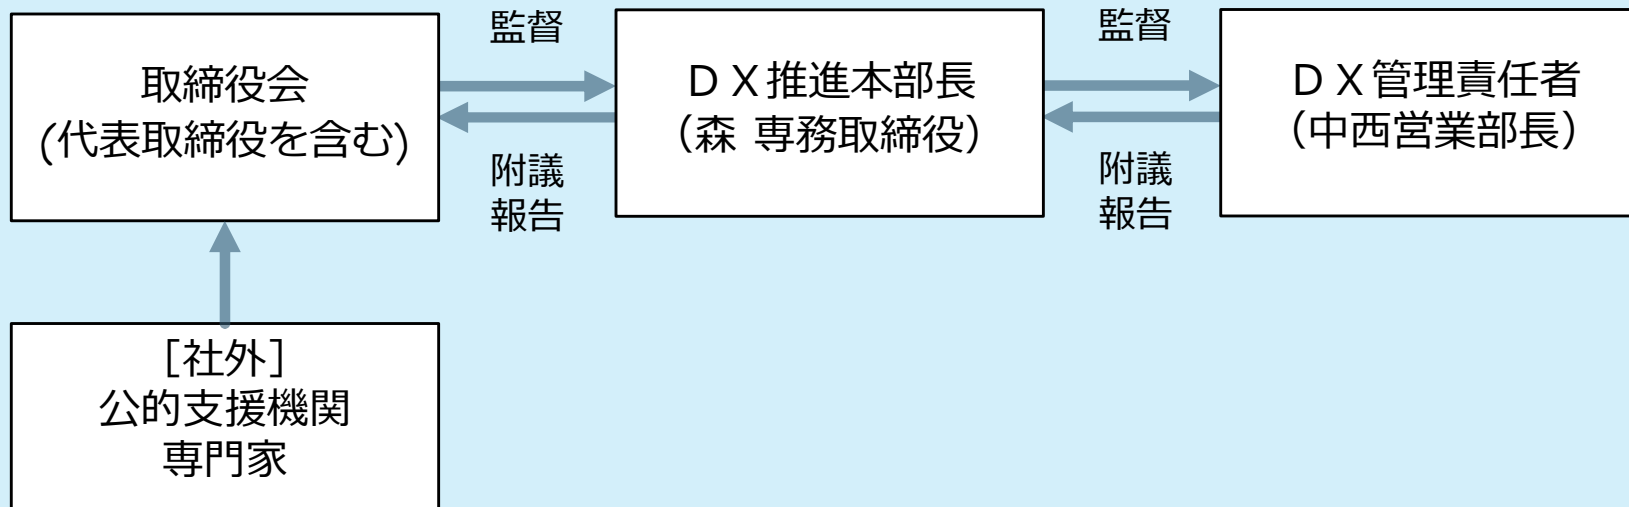 取締役会
(代表取締役を含む)
監督
附議
報告
ＤＸ推進本部長
（森 専務取締役）
監督
附議
報告
ＤＸ管理責任者
（中西営業部長）
［社外］
公的支援機関
専門家